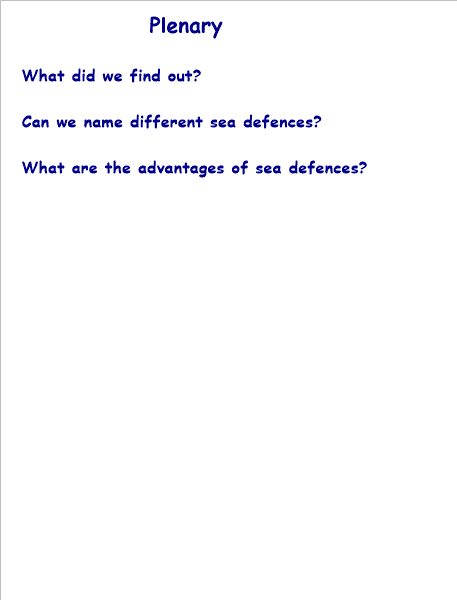 Plenary
What did we find out?
Can we name different sea defences?
What are the advantages of sea defences?